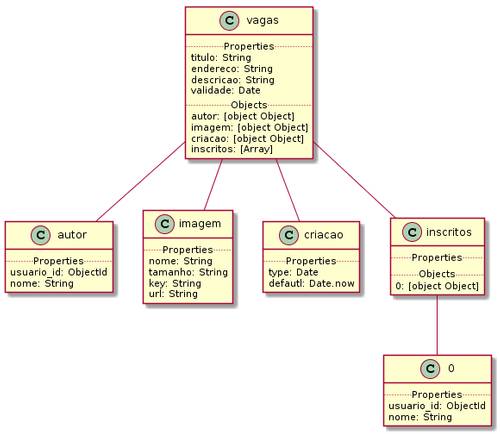 C vagas
Properties
titulo: String
endereco: String
descricao: String
validade: Date
Objects
autor: [object Object]
imagem: [object Object]
criacao: [object Object]
inscritos: [Array]
C autor
Properties
usuario_id: ObjectId
nome: String
C imagem
Properties
nome: String
tamanho: String
key: String
url: String
C criacao
Properties
type: Date
defautl: Date.now
C inscritos
Properties
Objects
0: [object Object]
C 0
Properties
usuario_id: ObjectId
nome: String